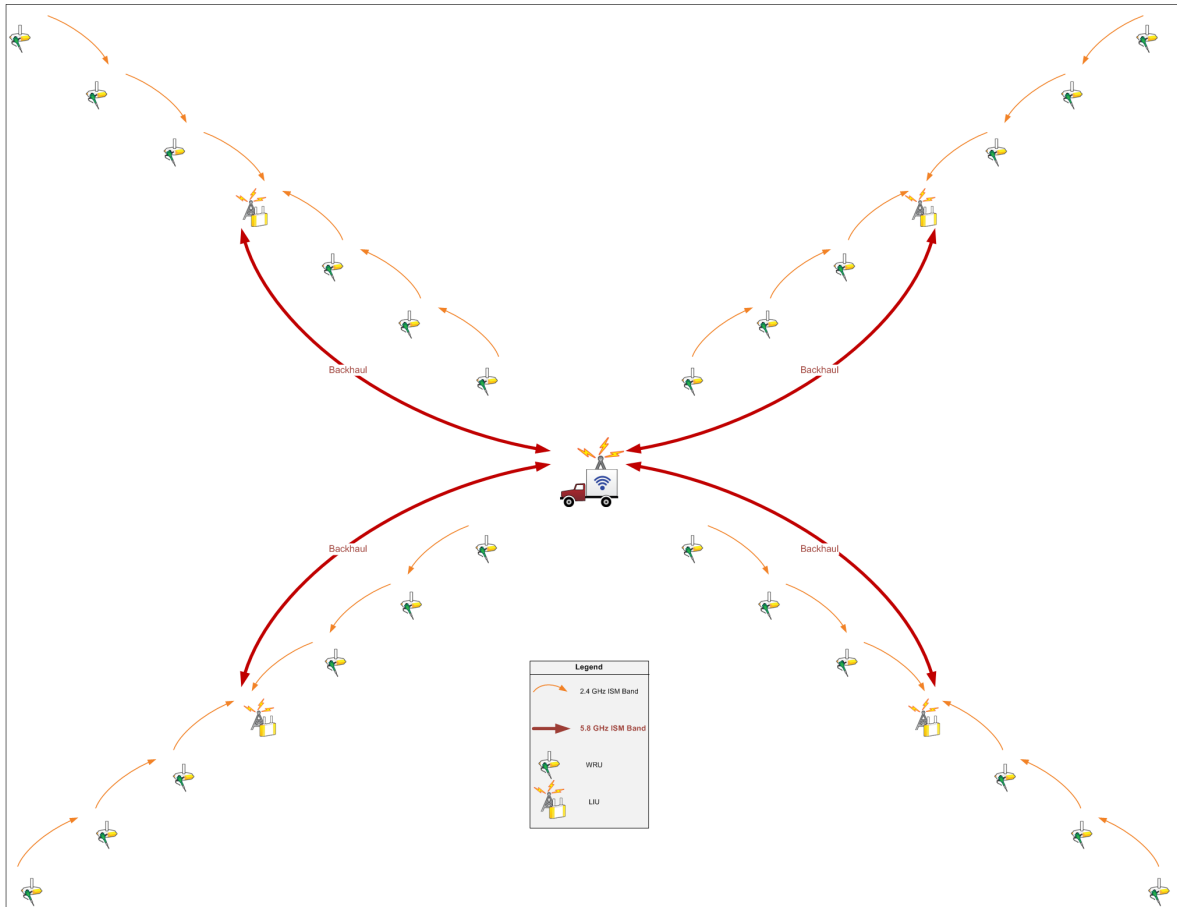 Backhaul
Backhaul
Backhaul
Backhaul
Legend
2.4 GHz ISM Band
5.8 GHz ISM Band
WRU
LIU